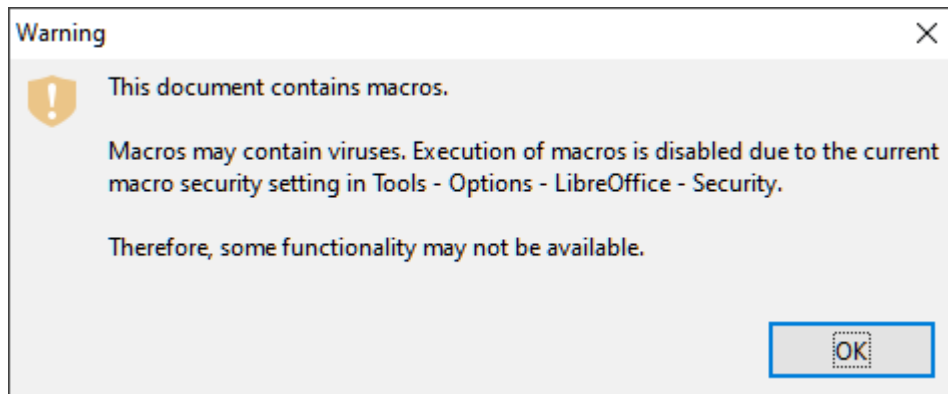 Warning
This document contains macros.
Macros may contain viruses. Execution of macros is disabled due to the current
macro security setting in Tools - Options - LibreOffice - Security.
Therefore, some functionality may not be available.
OK